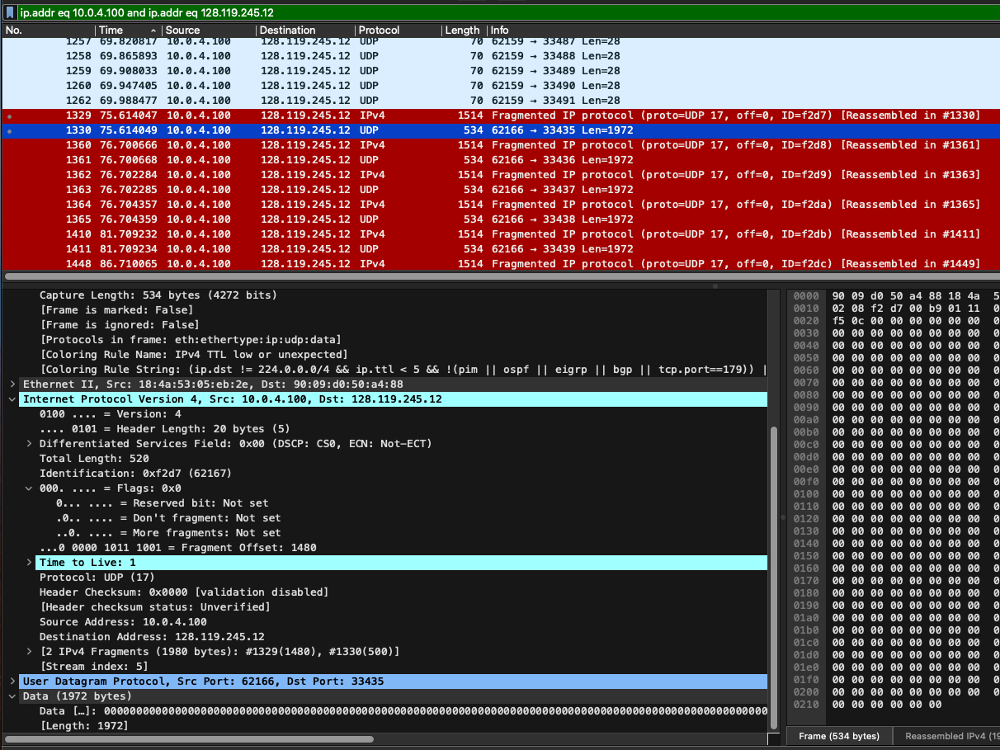 ip.addr eq 10.0.4.100 and ip.addr eq 128.119.245.12
No. Time Source Destination Protocol Length Info
1257 69.820817 10.0.4.100 128.119.245.12 UDP 70 62159 → 33487 Len=28
1258 69.865893 10.0.4.100 128.119.245.12 UDP 70 62159 → 33488 Len=28
1259 69.908033 10.0.4.100 128.119.245.12 UDP 70 62159 → 33489 Len=28
1260 69.947405 10.0.4.100 128.119.245.12 UDP 70 62159 → 33490 Len=28
1262 69.988477 10.0.4.100 128.119.245.12 UDP 70 62159 → 33491 Len=28
1329 75.614047 10.0.4.100 128.119.245.12 IPv4 1514 Fragmented IP protocol (proto=UDP 17, off=0, ID=f2d7) [Reassembled in #1330]
1330 75.614049 10.0.4.100 128.119.245.12 UDP 534 62166 → 33435 Len=1972
1360 76.700666 10.0.4.100 128.119.245.12 IPv4 1514 Fragmented IP protocol (proto=UDP 17, off=0, ID=f2d8) [Reassembled in #1361]
1361 76.700668 10.0.4.100 128.119.245.12 UDP 534 62166 → 33436 Len=1972
1362 76.702284 10.0.4.100 128.119.245.12 IPv4 1514 Fragmented IP protocol (proto=UDP 17, off=0, ID=f2d9) [Reassembled in #1363]
1363 76.702285 10.0.4.100 128.119.245.12 UDP 534 62166 → 33437 Len=1972
1364 76.704357 10.0.4.100 128.119.245.12 IPv4 1514 Fragmented IP protocol (proto=UDP 17, off=0, ID=f2da) [Reassembled in #1365]
1365 76.704359 10.0.4.100 128.119.245.12 UDP 534 62166 → 33438 Len=1972
1410 81.709232 10.0.4.100 128.119.245.12 IPv4 1514 Fragmented IP protocol (proto=UDP 17, off=0, ID=f2db) [Reassembled in #1411]
1411 81.709234 10.0.4.100 128.119.245.12 UDP 534 62166 → 33439 Len=1972
1448 86.710065 10.0.4.100 128.119.245.12 IPv4 1514 Fragmented IP protocol (proto=UDP 17, off=0, ID=f2dc) [Reassembled in #1449]
Capture Length: 534 bytes (4272 bits)
[Frame is marked: False]
[Frame is ignored: False]
[Protocols in frame: eth:ethertype:ip:udp:data]
[Coloring Rule Name: IPv4 TTL low or unexpected]
[Coloring Rule String: (ip.dst != 224.0.0.0/4 && ip.ttl < 5 && !(pim || ospf || eigrp || bgp || tcp.port==179)) |
Ethernet II, Src: 18:4a:53:05:eb:2e, Dst: 90:09:d0:50:a4:88
Internet Protocol Version 4, Src: 10.0.4.100, Dst: 128.119.245.12
0100 .... = Version: 4
.... 0101 = Header Length: 20 bytes (5)
Differentiated Services Field: 0x00 (DSCP: CS0, ECN: Not-ECT)
Total Length: 520
Identification: 0xf2d7 (62167)
000. .... = Flags: 0x0
0... .... = Reserved bit: Not set
.0.. .... = Don't fragment: Not set
..0. .... = More fragments: Not set
...0 0000 1011 1001 = Fragment Offset: 1480
Time to Live: 1
Protocol: UDP (17)
Header Checksum: 0x0000 [validation disabled]
[Header checksum status: Unverified]
Source Address: 10.0.4.100
Destination Address: 128.119.245.12
[2 IPv4 Fragments (1980 bytes): #1329(1480), #1330(500)]
[Stream index: 5]
User Datagram Protocol, Src Port: 62166, Dst Port: 33435
Data (1972 bytes)
Data […]:
[Length: 1972]
0000 90 09 d0 50 a4 88 18 4a 5
0010 02 08 f2 d7 00 b9 01 11 0
0020 f5 0c 00 00 00 00 00 00 0
0030 00 00 00 00 00 00 00 00 0
0040 00 00 00 00 00 00 00 00 0
0050 00 00 00 00 00 00 00 00 0
0060 00 00 00 00 00 00 00 00 0
0070 00 00 00 00 00 00 00 00 0
0080 00 00 00 00 00 00 00 00 0
0090 00 00 00 00 00 00 00 00 0
00a0 00 00 00 00 00 00 00 00 0
00b0 00 00 00 00 00 00 00 00 0
00c0 00 00 00 00 00 00 00 00 0
00d0 00 00 00 00 00 00 00 00 0
00e0 00 00 00 00 00 00 00 00 0
00f0 00 00 00 00 00 00 00 00 0
0100 00 00 00 00 00 00 00 00 0
0110 00 00 00 00 00 00 00 00 0
0120 00 00 00 00 00 00 00 00 0
0130 00 00 00 00 00 00 00 00 0
0140 00 00 00 00 00 00 00 00 0
0150 00 00 00 00 00 00 00 00 0
0160 00 00 00 00 00 00 00 00 0
0170 00 00 00 00 00 00 00 00 0
0180 00 00 00 00 00 00 00 00 0
0190 00 00 00 00 00 00 00 00 0
01a0 00 00 00 00 00 00 00 00 0
01b0 00 00 00 00 00 00 00 00 0
01c0 00 00 00 00 00 00 00 00 0
01d0 00 00 00 00 00 00 00 00 0
01e0 00 00 00 00 00 00 00 00 0
01f0 00 00 00 00 00 00 00 00 0
0200 00 00 00 00 00 00 00 00 0
0210 00 00 00 00 00 00
Frame (534 bytes) Reassembled IPv4 (19